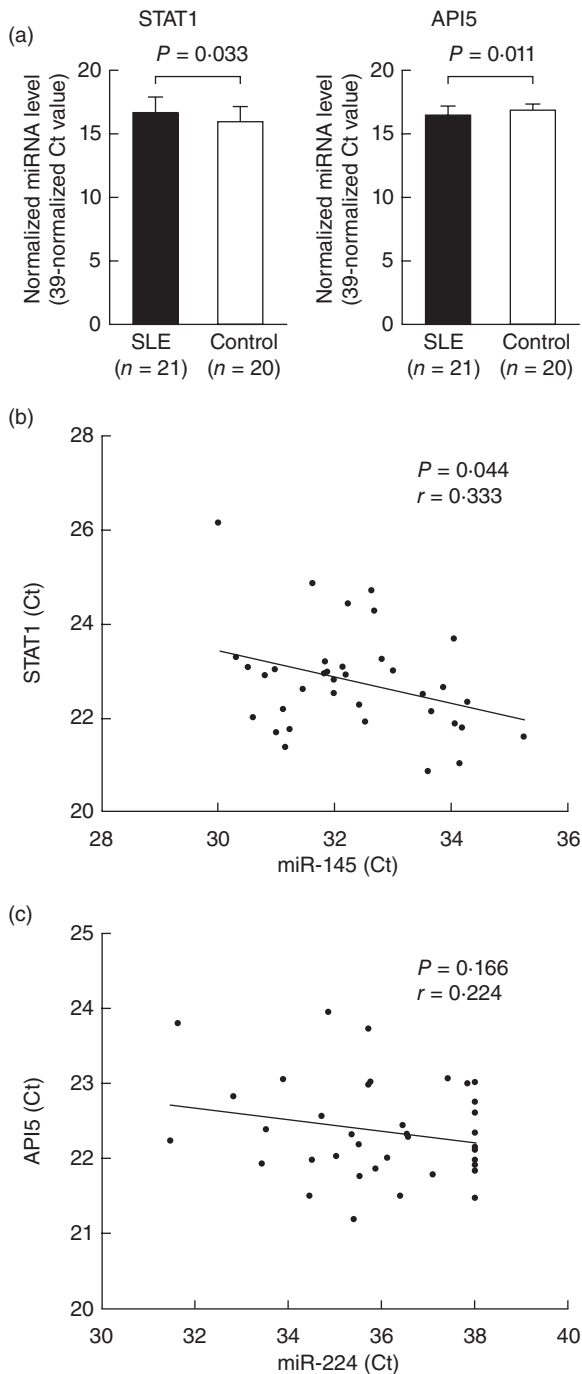 (a)
STAT1
P = 0·033
Normalized miRNA level
(39-normalized Ct value)
20
15
10
5
0
SLE
(n = 21)
Control
(n = 20)
API5
P = 0·011
Normalized miRNA level
(39-normalized Ct value)
20
15
10
5
0
SLE
(n = 21)
Control
(n = 20)
(b)
P = 0·044
r = 0·333
STAT1 (Ct)
28
26
24
22
20
28 30 32 34 36
miR-145 (Ct)
(c)
P = 0·166
r = 0·224
API5 (Ct)
25
24
23
22
21
20
30 32 34 36 38 40
miR-224 (Ct)